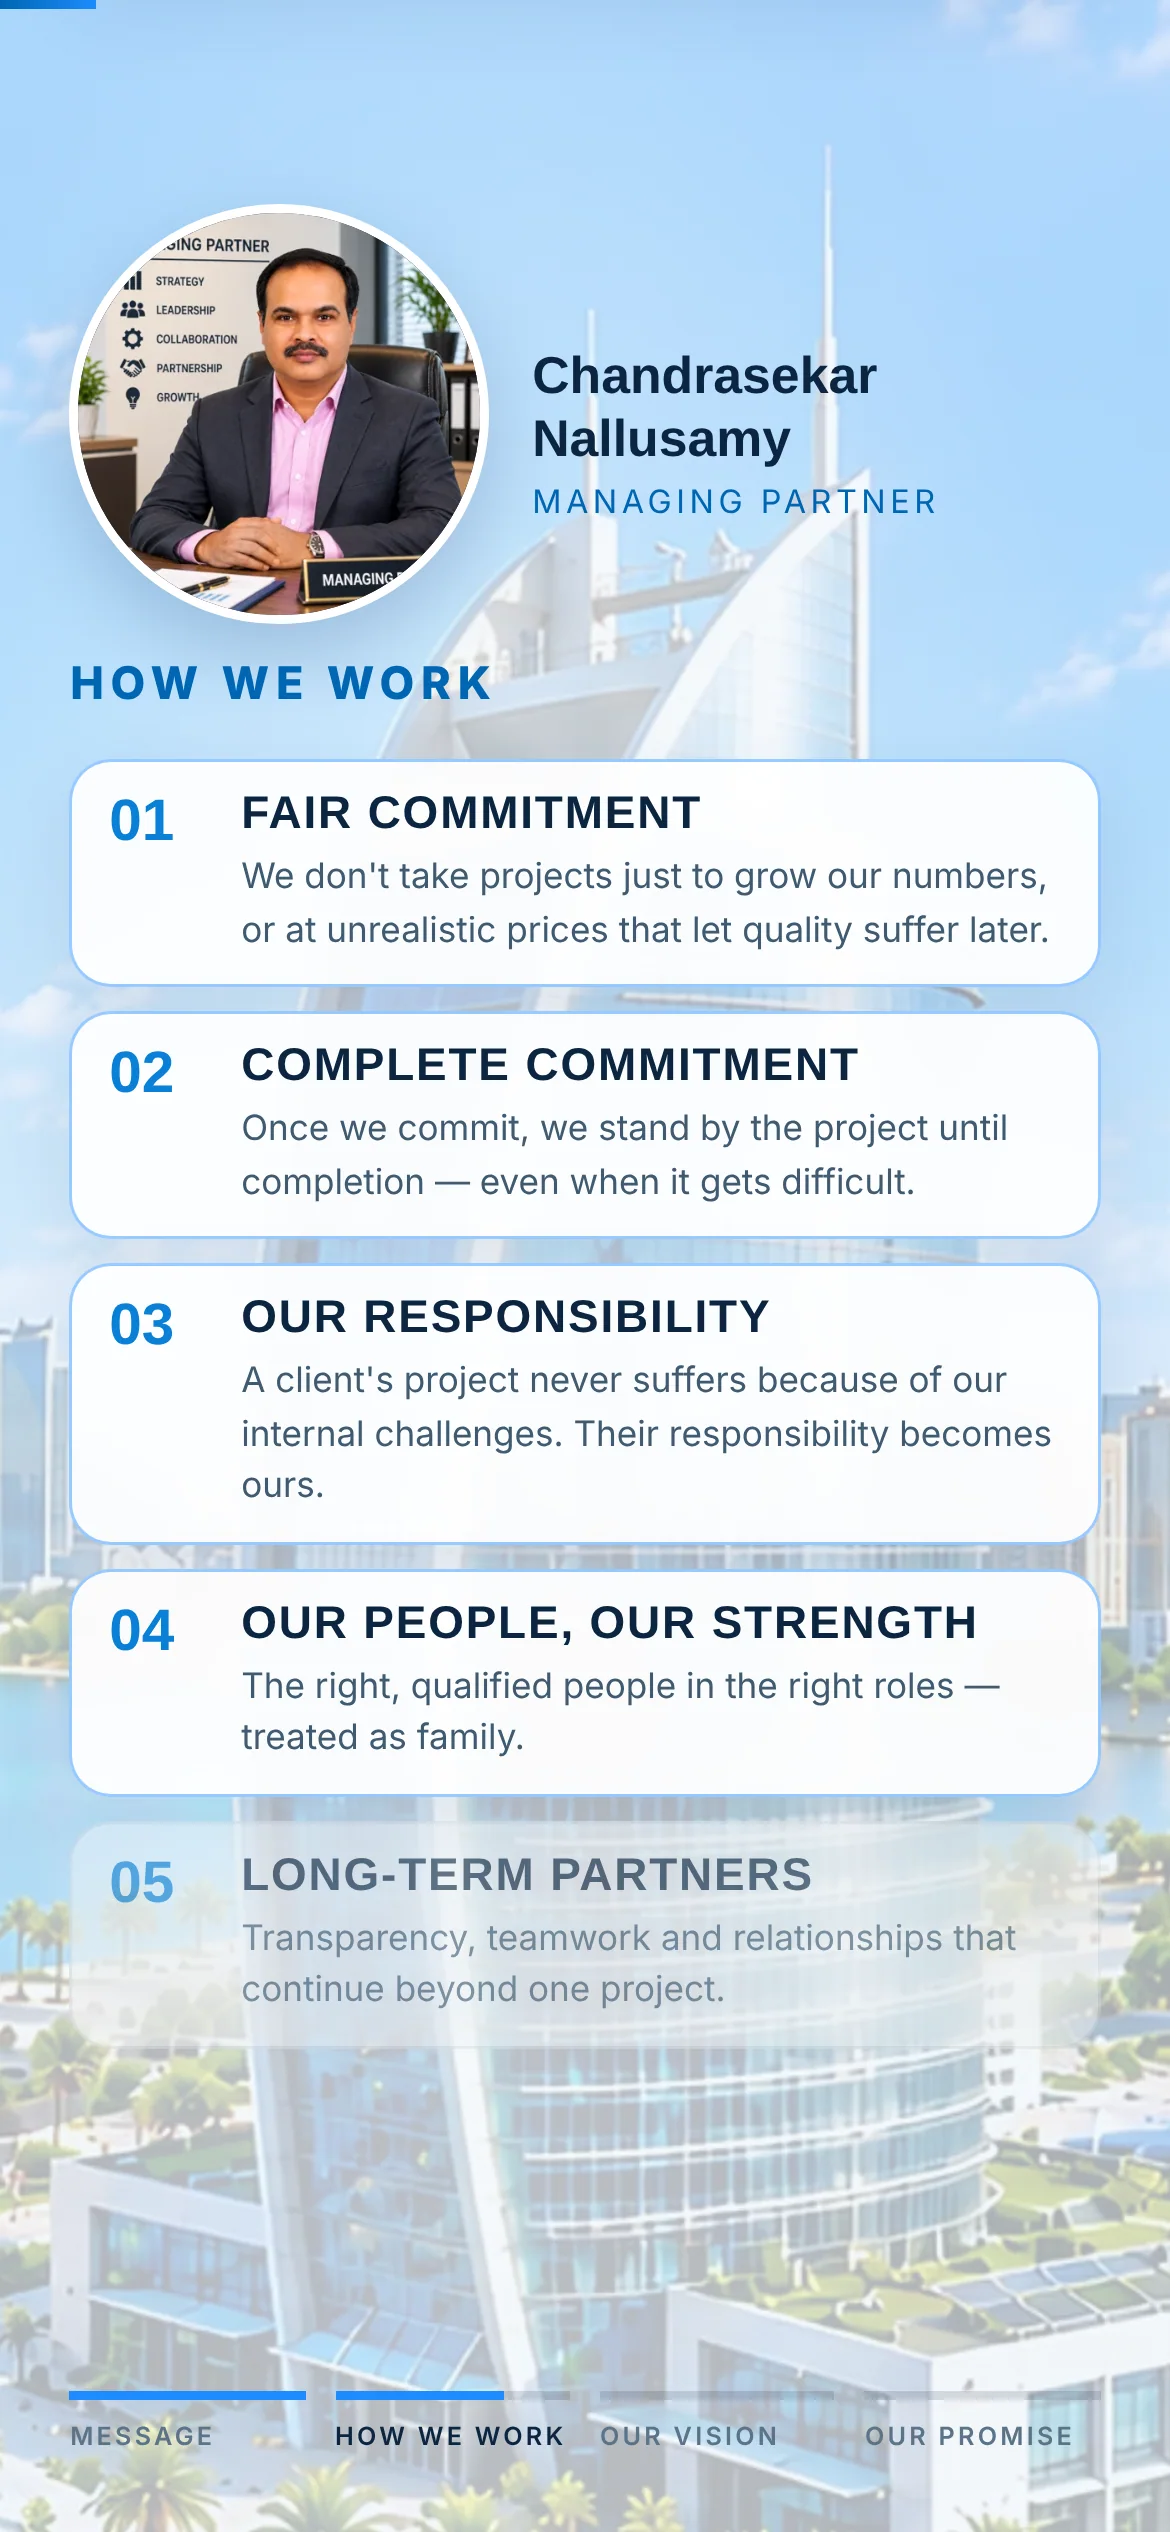 GING PARTNER
STRATEGY
LEADERSHIP
COLLABORATION
PARTNERSHIP
GROWTH
MANAGING
Chandrasekar
Nallusamy
MANAGING PARTNER
HOW WE WORK
01
FAIR COMMITMENT
We don't take projects just to grow our numbers,
or at unrealistic prices that let quality suffer later.
02
COMPLETE COMMITMENT
Once we commit, we stand by the project until
completion — even when it gets difficult.
03
OUR RESPONSIBILITY
A client's project never suffers because of our
internal challenges. Their responsibility becomes
ours.
04
OUR PEOPLE, OUR STRENGTH
The right, qualified people in the right roles —
treated as family.
05
LONG-TERM PARTNERS
Transparency, teamwork and relationships that
continue beyond one project.
MESSAGE
HOW WE WORK
OUR VISION
OUR PROMISE